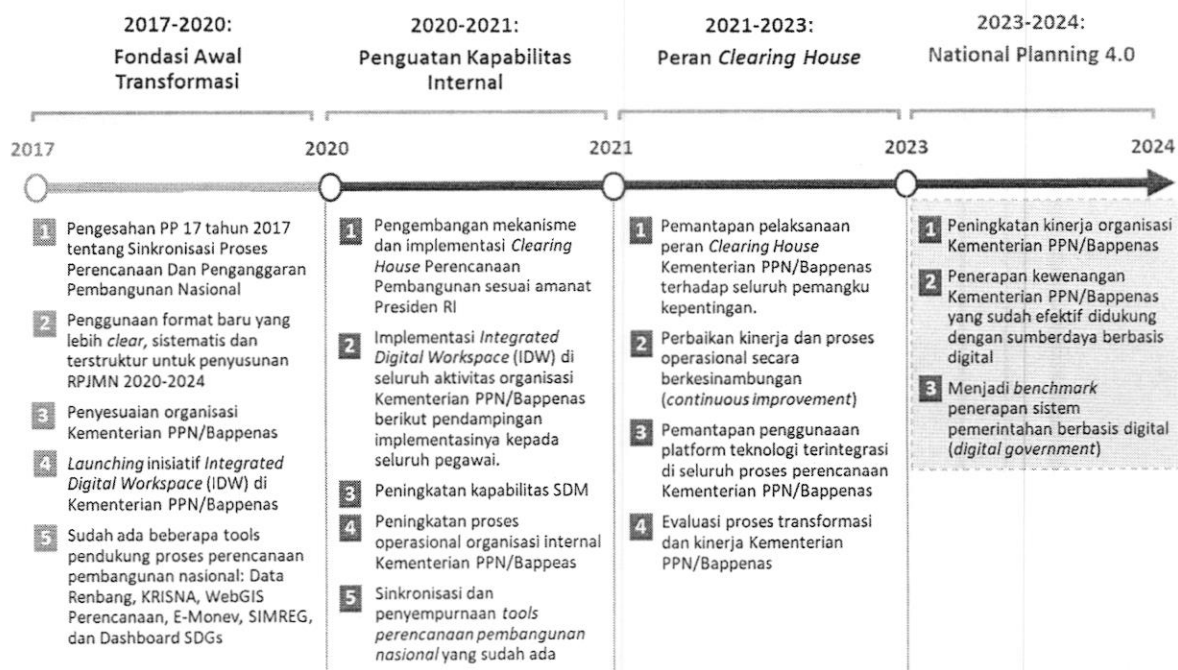 2017-2020:
Fondasi Awal
Transformasi
2020-2021:
Penguatan Kapabilitas
Internal
2021-2023:
Peran Clearing House
2023-2024:
National Planning 4.0
2017
2020
2021
2023
2024
1 Pengesahan PP 17 tahun 2017
tentang Sinkronisasi Proses
Perencanaan Dan Penganggaran
Pembangunan Nasional
2 Penggunaan format baru yang
lebih clear, sistematis dan
terstruktur untuk penyusunan
RPJMN 2020-2024
3 Penyesuaian organisasi
Kementerian PPN/Bappenas
4 Launching inisiatif Integrated
Digital Workspace (IDW) di
Kementerian PPN/Bappenas
5 Sudah ada beberapa tools
pendukung proses perencanaan
pembangunan nasional: Data
Renbang, KRISNA, WebGIS
Perencanaan, E-Monev, SIMREG,
dan Dashboard SDGs
1 Pengembangan mekanisme
dan implementasi Clearing
House Perencanaan
Pembangunan sesuai amanat
Presiden RI
2 Implementasi Integrated
Digital Workspace (IDW) di
seluruh aktivitas organisasi
Kementerian PPN/Bappenas
berikut pendampingan
implementasinya kepada
seluruh pegawai.
3 Peningkatan kapabilitas SDM
4 Peningkatan proses
operasional organisasi internal
Kementerian PPN/Bappeas
5 Sinkronisasi dan
penyempurnaan tools
perencanaan pembangunan
nasional yang sudah ada
1 Pemantapan pelaksanaan
peran Clearing House
Kementerian PPN/Bappenas
terhadap seluruh pemangku
kepentingan.
2 Perbaikan kinerja dan proses
operasional secara
berkesinambungan
(continuous improvement)
3 Pemantapan penggunaaan
platform teknologi terintegrasi
di seluruh proses perencanaan
Kementerian PPN/Bappenas
4 Evaluasi proses transformasi
dan kinerja Kementerian
PPN/Bappenas
1 Peningkatan kinerja organisasi
Kementerian PPN/Bappenas
2 Penerapan kewenangan
Kementerian PPN/Bappenas
yang sudah efektif didukung
dengan sumberdaya berbasis
digital
3 Menjadi benchmark
penerapan sistem
pemerintahan berbasis digital
(digital government)